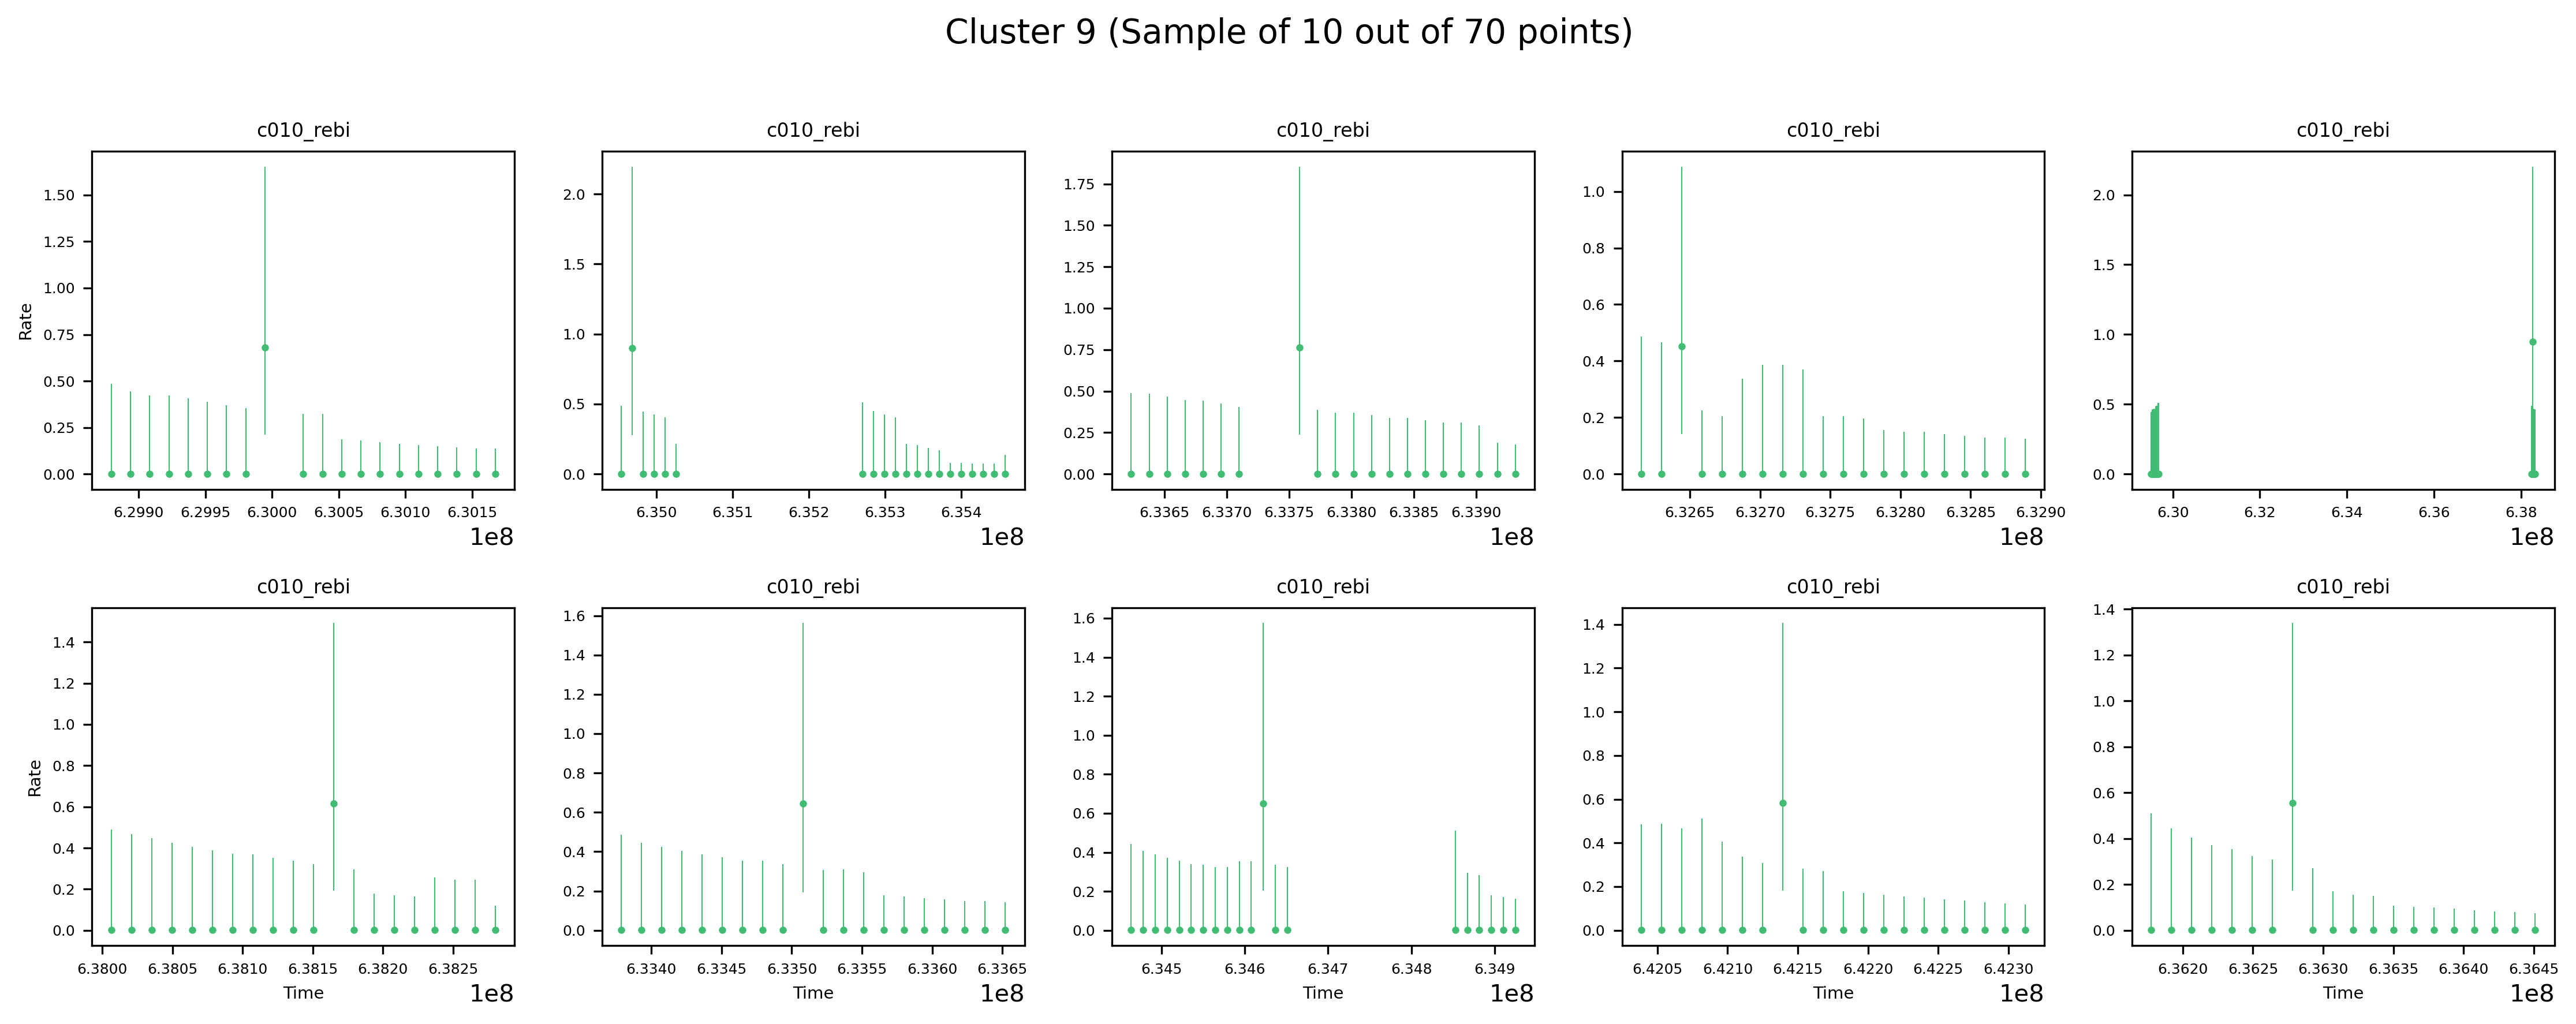 Cluster 9 (Sample of 10 out of 70 points)
c010_rebi c010_rebi c010_rebi c010_rebi c010_rebi
Rate
1.50 1.25 1.00 0.75 0.50 0.25 0.00
6.2990 6.2995 6.3000 6.3005 6.3010 6.3015
1e8
2.0 1.5 1.0 0.5 0.0
6.350 6.351 6.352 6.353 6.354
1e8
1.75 1.50 1.25 1.00 0.75 0.50 0.25 0.00
6.3365 6.3370 6.3375 6.3380 6.3385 6.3390
1e8
1.0 0.8 0.6 0.4 0.2 0.0
6.3265 6.3270 6.3275 6.3280 6.3285 6.3290
1e8
2.0 1.5 1.0 0.5 0.0
6.30 6.32 6.34 6.36 6.38
1e8
c010_rebi c010_rebi c010_rebi c010_rebi c010_rebi
Rate
1.4 1.2 1.0 0.8 0.6 0.4 0.2 0.0
6.3800 6.3805 6.3810 6.3815 6.3820 6.3825
Time
1e8
1.6 1.4 1.2 1.0 0.8 0.6 0.4 0.2 0.0
6.3340 6.3345 6.3350 6.3355 6.3360 6.3365
Time
1e8
1.6 1.4 1.2 1.0 0.8 0.6 0.4 0.2 0.0
6.345 6.346 6.347 6.348 6.349
Time
1e8
1.4 1.2 1.0 0.8 0.6 0.4 0.2 0.0
6.4205 6.4210 6.4215 6.4220 6.4225 6.4230
Time
1e8
1.4 1.2 1.0 0.8 0.6 0.4 0.2 0.0
6.3620 6.3625 6.3630 6.3635 6.3640 6.3645
Time
1e8